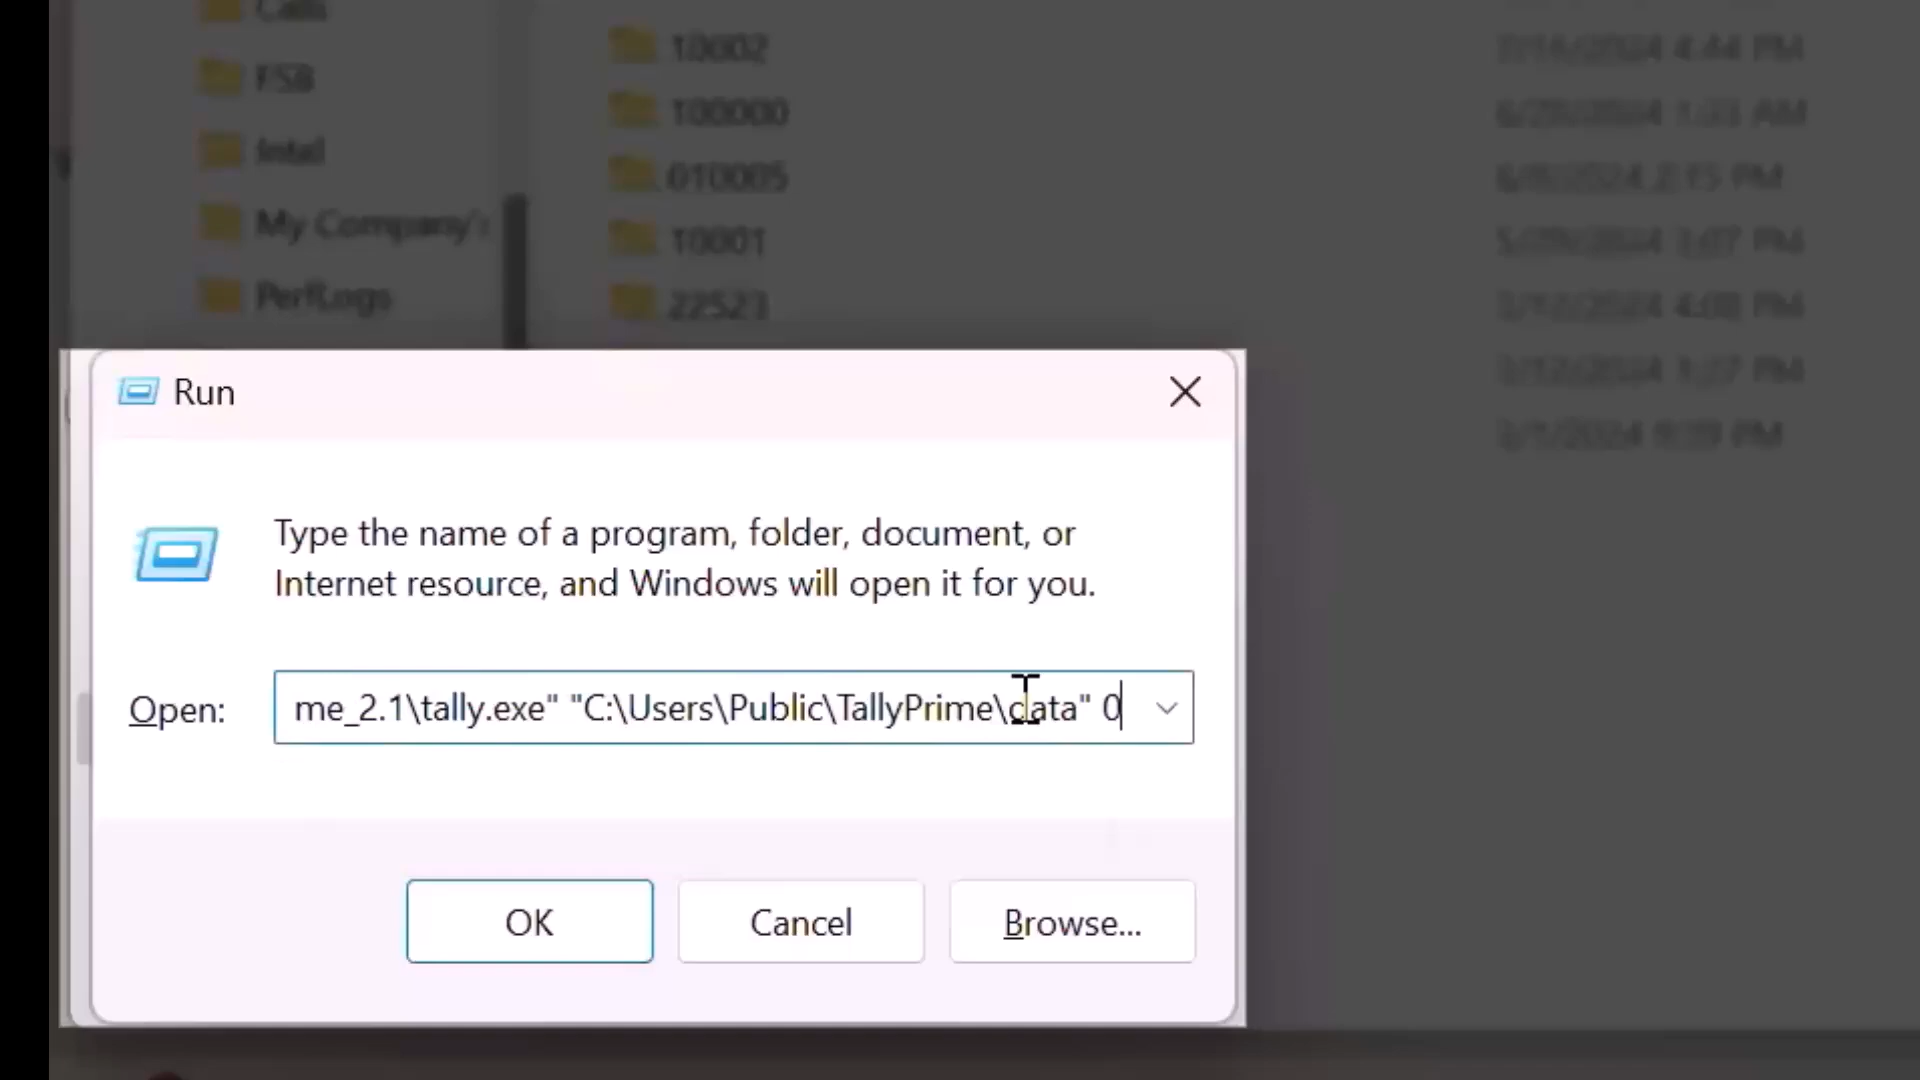 Calls
10002
FSB
100000
Intel
010005
My Company's
10001
PerfLogs
22523
Run
Type the name of a program, folder, document, or
Internet resource, and Windows will open it for you.
Open: me_2.1\tally.exe" "C:\Users\Public\TallyPrime\data" 0
OK Cancel Browse...